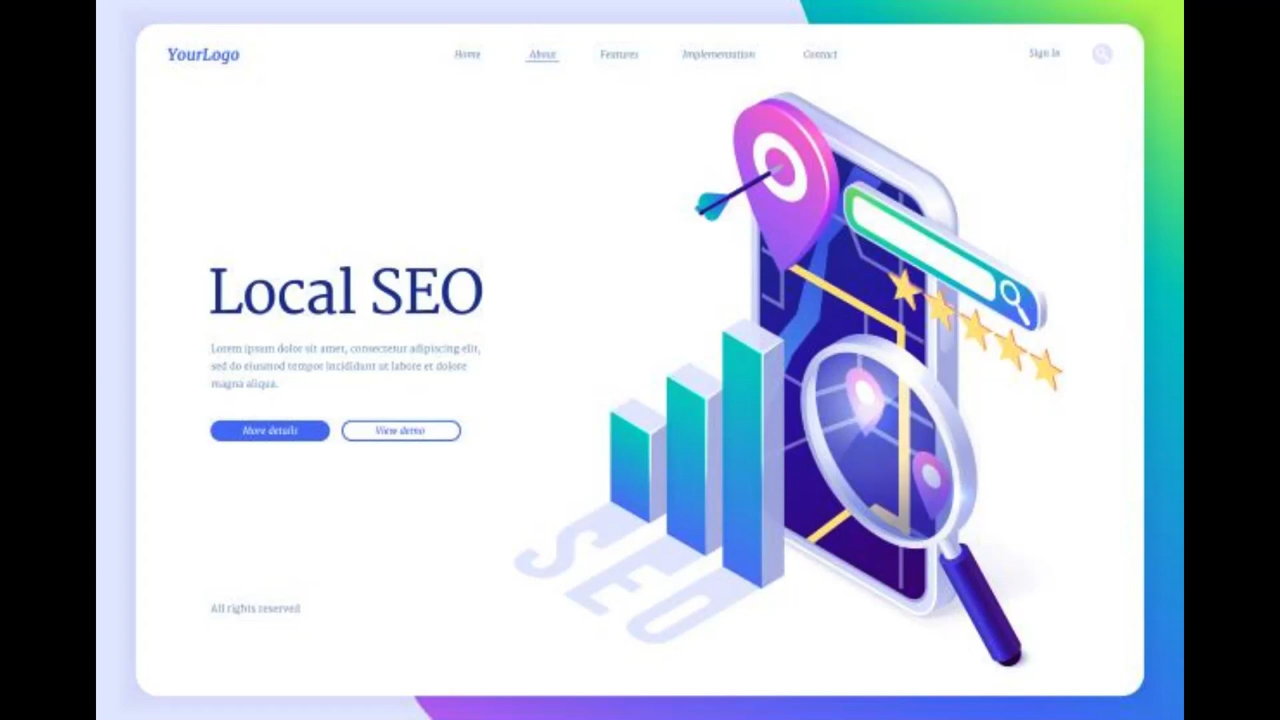 YourLogo
Home About Features Implementation Contact Sign In
Local SEO
Lorem ipsum dolor sit amet, consectetur adipiscing elit,
sed do eiusmod tempor incididunt ut labore et dolore
magna aliqua.
More details View demo
SEO
All rights reserved